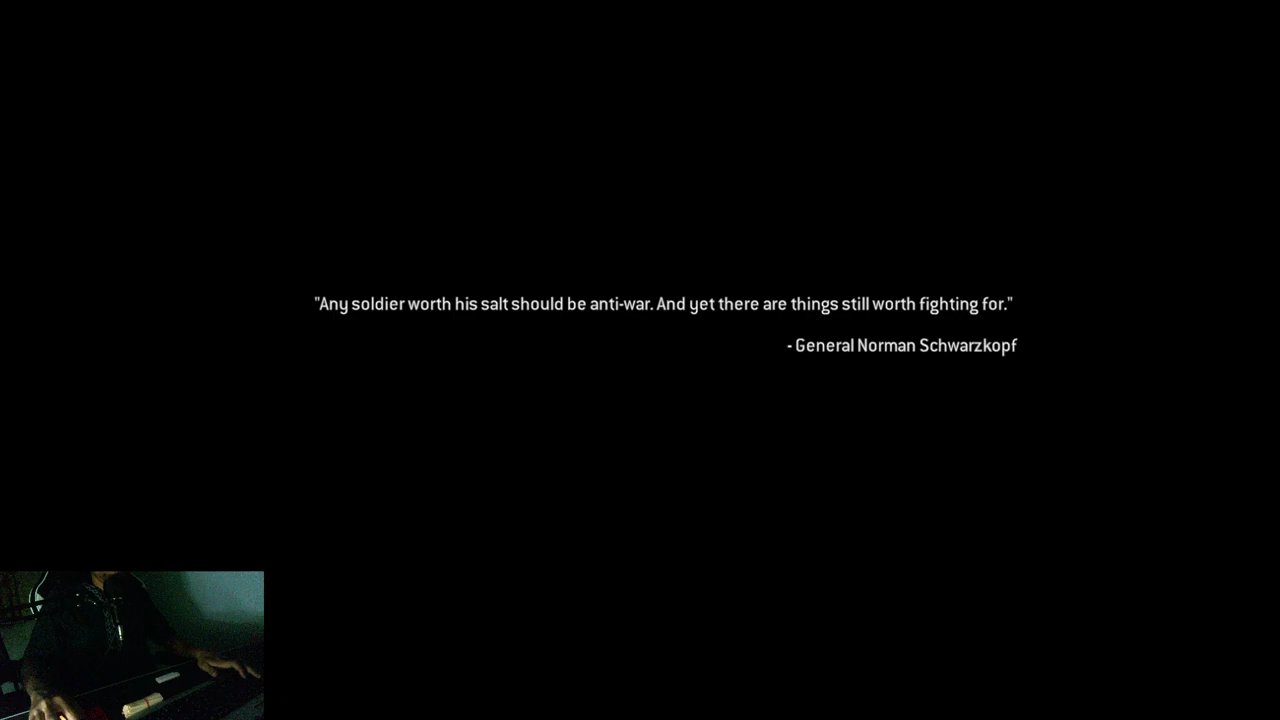 "Any soldier worth his salt should be anti-war. And yet there are things still worth fighting for."
- General Norman Schwarzkopf